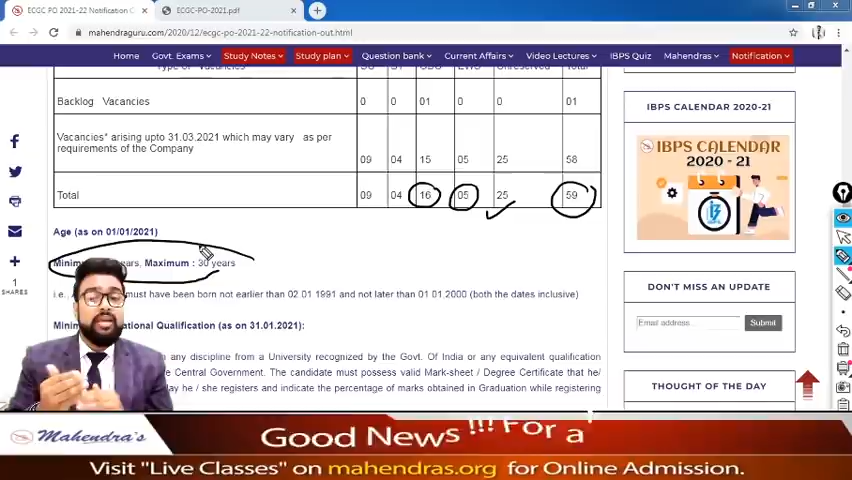 ECGC PO 2021-22 Notification
ECGC-PO-2021.pdf
mahendraguru.com/2020/12/ecgc-po-2021-22-notification-out.html
Home Govt. Exams Study Notes Study plan Question bank Current Affairs Video Lectures IBPS Quiz Mahendras Notification
Type of Vacancies Unreserved Total
Backlog Vacancies 0 0 01 0 0 01
Vacancies* arising upto 31.03.2021 which may vary as per
requirements of the Company 09 04 15 05 25 58
Total 09 04 16 05 25 59
Age (as on 01/01/2021)
Maximum : 30 years
i.e., must have been born not earlier than 02.01.1991 and not later than 01.01.2000 (both the dates inclusive)
Qualification (as on 31.01.2021):
any discipline from a University recognized by the Govt. Of India or any equivalent qualification
Central Government. The candidate must possess valid Mark-sheet / Degree Certificate that he/
he / she registers and indicate the percentage of marks obtained in Graduation while registering
1
SHARES
IBPS CALENDAR 2020-21
IBPS CALENDAR
2020 - 21
DON'T MISS AN UPDATE
Email address... Submit
THOUGHT OF THE DAY
Mahendra's
Good News !!! For a
Visit "Live Classes" on mahendras.org for Online Admission.